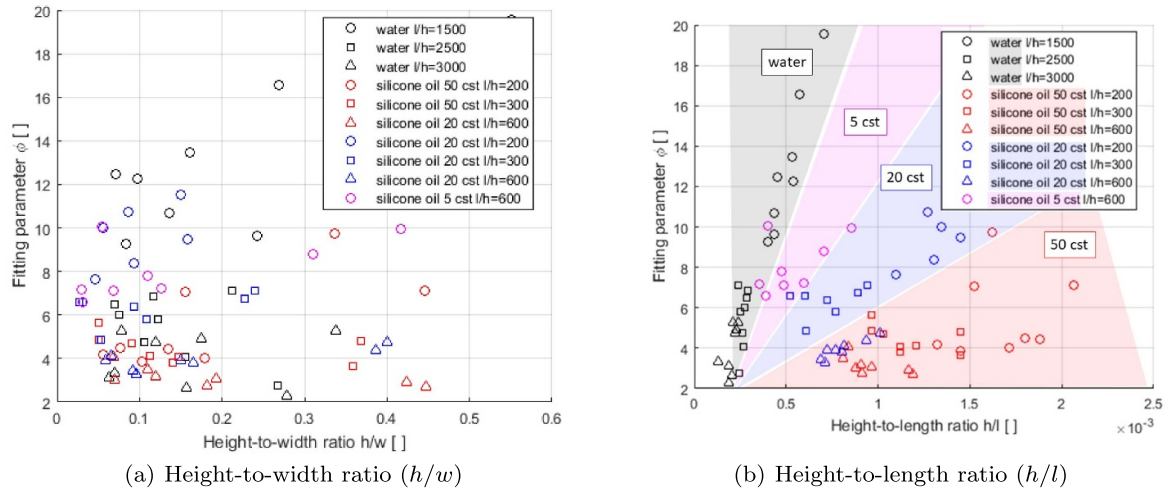 20
18
16
14
12
10
8
6
4
2
Fitting parameter ϕ [ ]
0
0.1
0.2
0.3
0.4
0.5
0.6
Height-to-width ratio h/w [ ]
water l/h=1500
water l/h=2500
water l/h=3000
silicone oil 50 cst l/h=200
silicone oil 50 cst l/h=300
silicone oil 20 cst l/h=600
silicone oil 20 cst l/h=200
silicone oil 20 cst l/h=300
silicone oil 20 cst l/h=600
silicone oil 5 cst l/h=600
(a) Height-to-width ratio (h/w)
20
18
16
14
12
10
8
6
4
2
Fitting parameter ϕ [ ]
0
0.5
1
1.5
2
2.5
×10⁻³
Height-to-length ratio h/l [ ]
water
5 cst
20 cst
50 cst
water l/h=1500
water l/h=2500
water l/h=3000
silicone oil 50 cst l/h=200
silicone oil 50 cst l/h=300
silicone oil 50 cst l/h=600
silicone oil 20 cst l/h=200
silicone oil 20 cst l/h=300
silicone oil 20 cst l/h=600
silicone oil 5 cst l/h=600
(b) Height-to-length ratio (h/l)